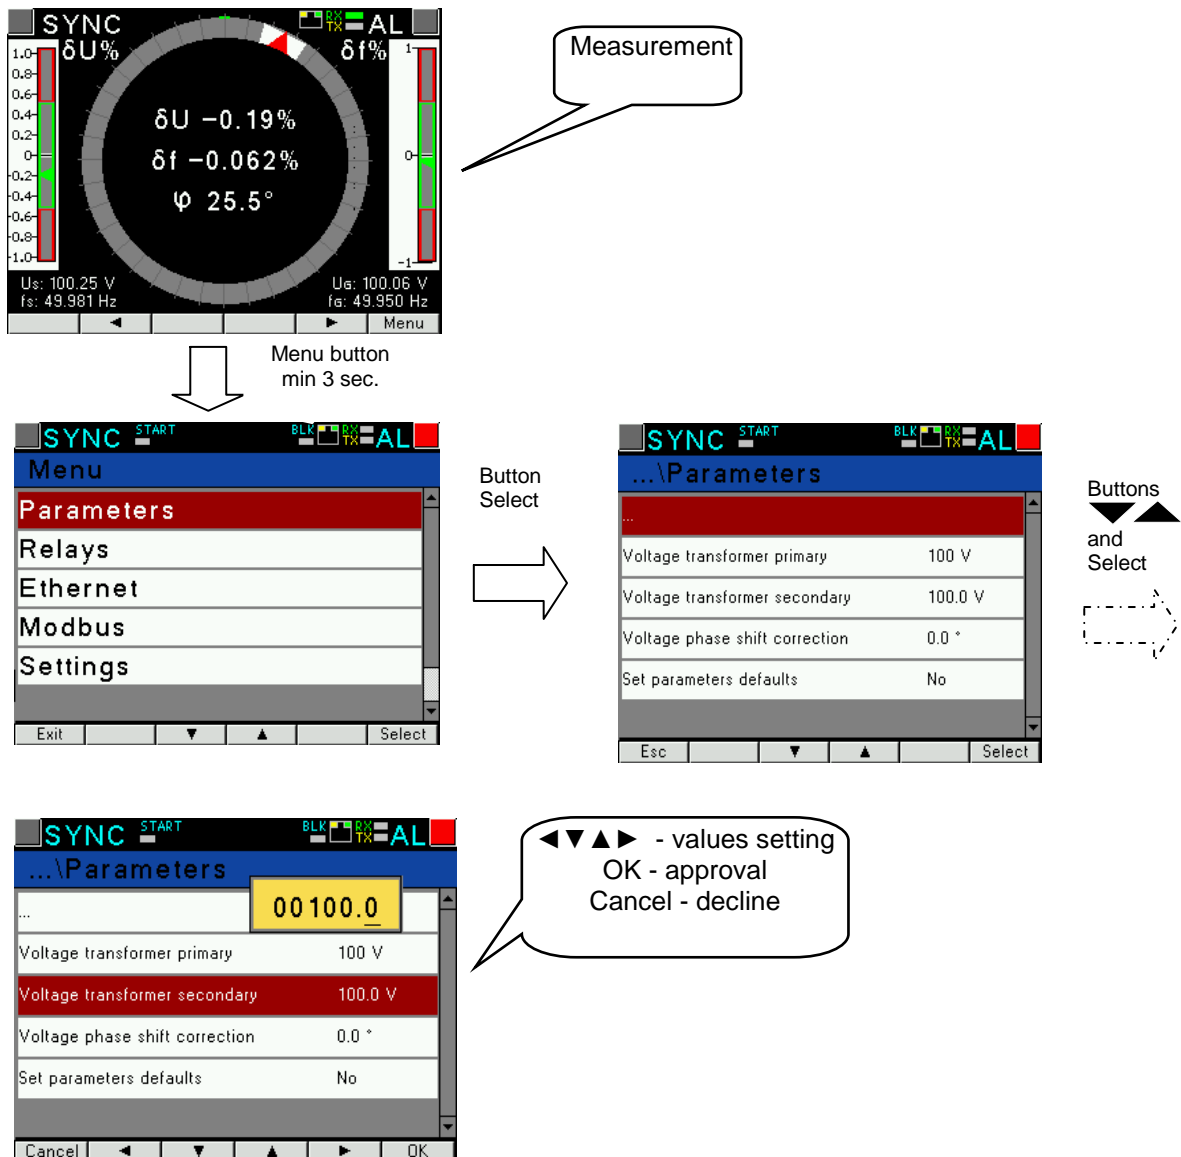 SYNC RX TX AL
δU% δf%
1.0
0.8
0.6
0.4
0.2
0
-0.2
-0.4
-0.6
-0.8
-1.0
1
0
-1
δU −0.19%
δf −0.062%
φ 25.5°
Us: 100.25 V
fs: 49.981 Hz
UG: 100.06 V
fG: 49.950 Hz
◄ ► Menu
Measurement
Menu button
min 3 sec.
SYNC START BLK RX TX AL
Menu
Parameters
Relays
Ethernet
Modbus
Settings
Exit ▼ ▲ Select
Button
Select
SYNC START BLK RX TX AL
...\Parameters
...
Voltage transformer primary 100 V
Voltage transformer secondary 100.0 V
Voltage phase shift correction 0.0 °
Set parameters defaults No
Esc ▼ ▲ Select
Buttons
▼▲
and
Select
SYNC START BLK RX TX AL
...\Parameters
... 00100.0
Voltage transformer primary 100 V
Voltage transformer secondary 100.0 V
Voltage phase shift correction 0.0 °
Set parameters defaults No
Cancel ◄ ▼ ▲ ► OK
◄▼▲► - values setting
OK - approval
Cancel - decline